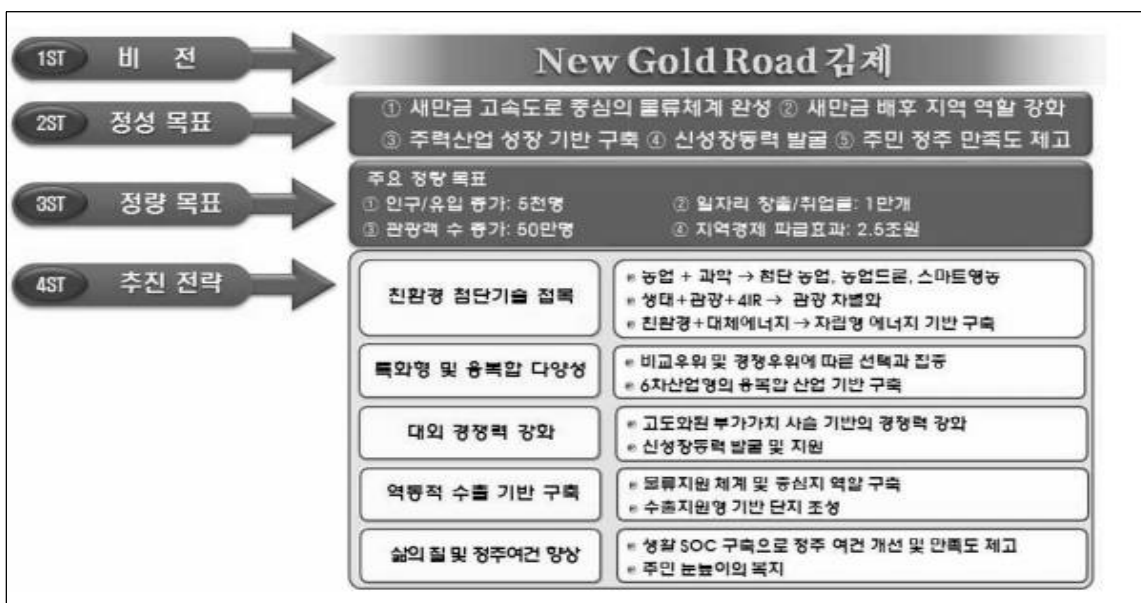 1ST 비 전
New Gold Road 김제
2ST 정성 목표
① 새만금 고속도로 중심의 물류체계 완성 ② 새만금 배후 지역 역할 강화
③ 주력산업 성장 기반 구축 ④ 신성장동력 발굴 ⑤ 주민 정주 만족도 제고
3ST 정량 목표
주요 정량 목표
① 인구/유입 증가: 5천명 ② 일자리 창출/취업률: 1만개
③ 관광객 수 증가: 50만명 ④ 지역경제 파급효과: 2.5조원
4ST 추진 전략
친환경 첨단기술 접목
농업 + 과학 → 첨단 농업, 농업드론, 스마트영농
생태+관광+4IR → 관광 차별화
친환경+대체에너지 → 자립형 에너지 기반 구축
특화형 및 융복합 다양성
비교우위 및 경쟁우위에 따른 선택과 집중
6차산업형의 융복합 산업 기반 구축
대외 경쟁력 강화
고도화된 부가가치 사슬 기반의 경쟁력 강화
신성장동력 발굴 및 지원
역동적 수출 기반 구축
물류지원 체계 및 중심지 역할 구축
수출지원형 기반 단지 조성
삶의 질 및 정주여건 향상
생활 SOC 구축으로 정주 여건 개선 및 만족도 제고
주민 눈높이의 복지